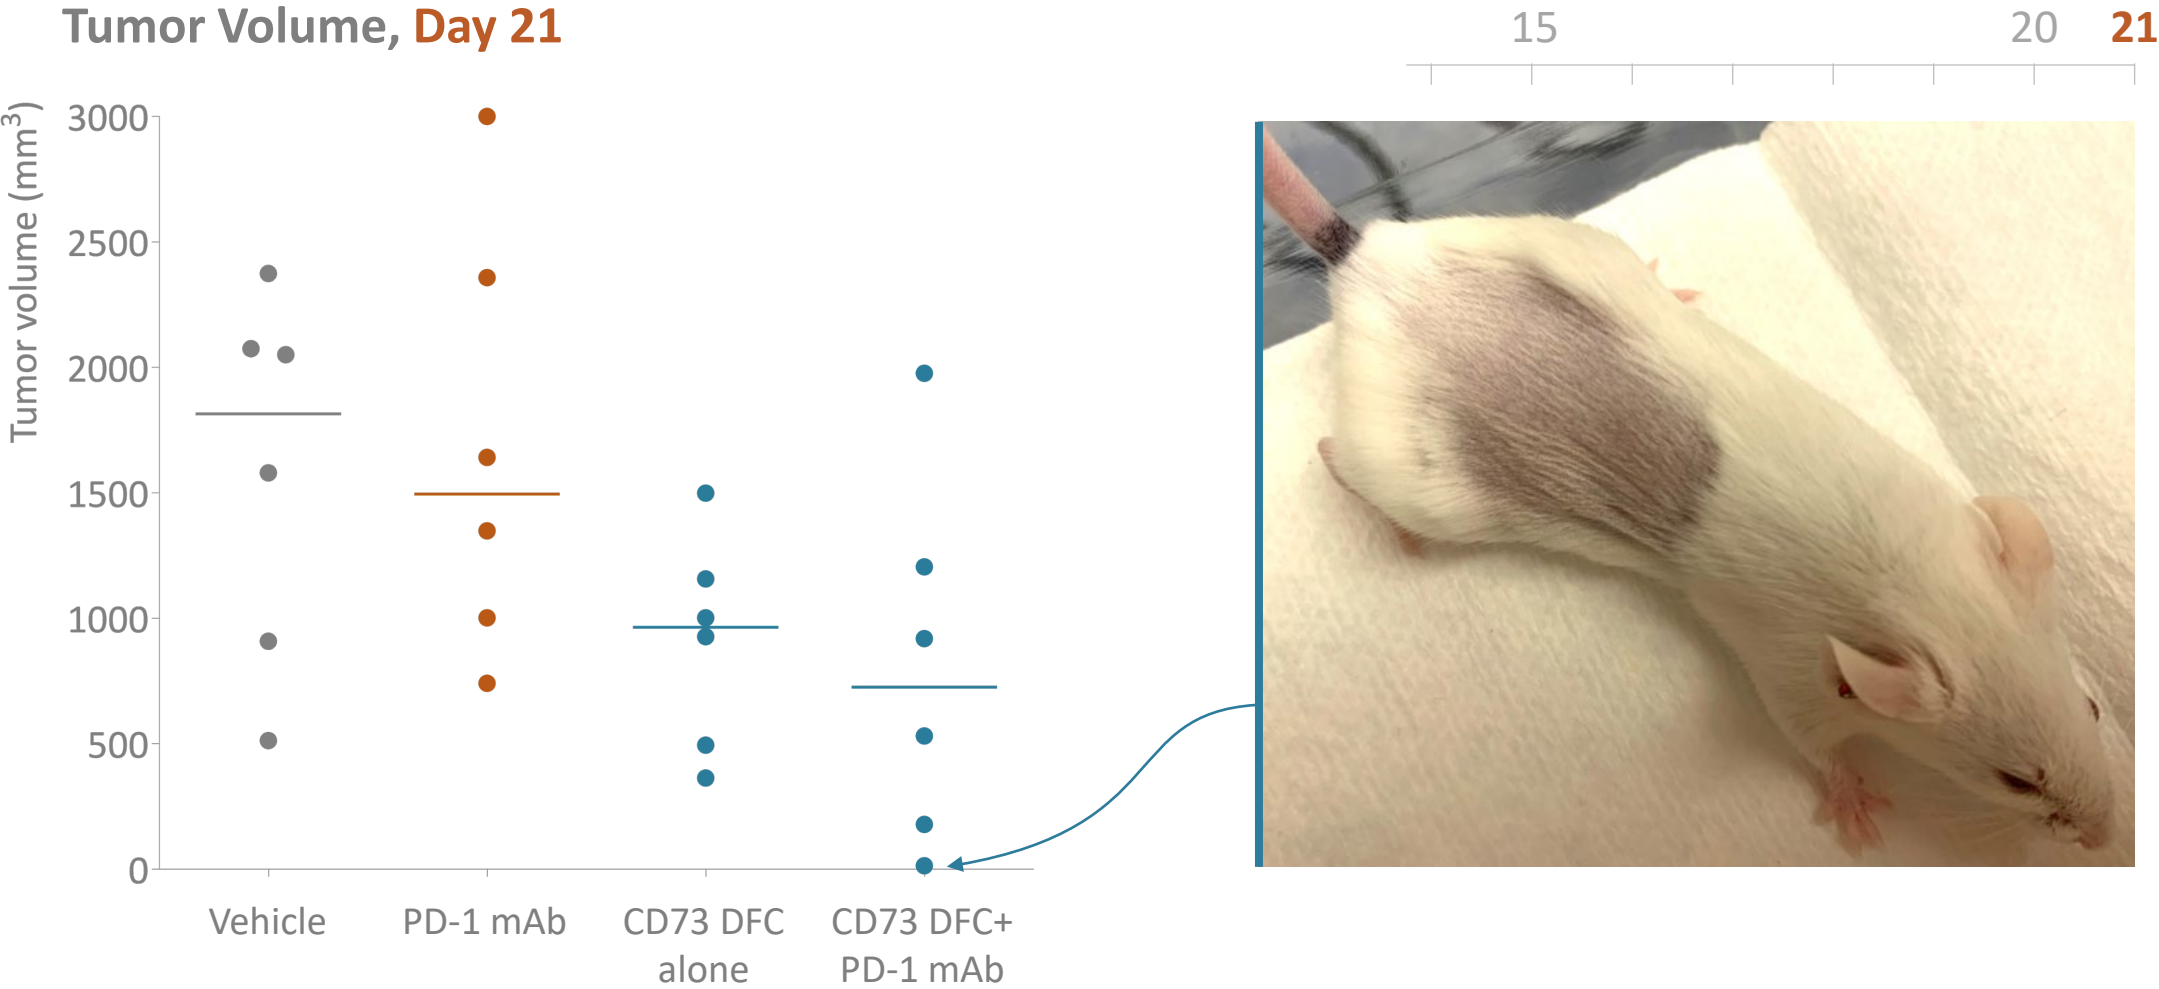 Tumor Volume, Day 21
15 20 21
Tumor volume (mm³)
3000
2500
2000
1500
1000
500
0
Vehicle
PD-1 mAb
CD73 DFC
alone
CD73 DFC+
PD-1 mAb